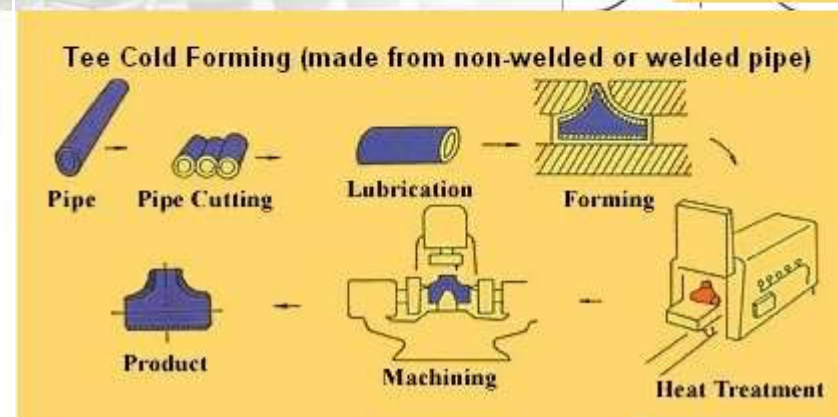 Tee Cold Forming (made from non-welded or welded pipe)
Pipe
Pipe Cutting
Lubrication
Forming
Product
Machining
Heat Treatment